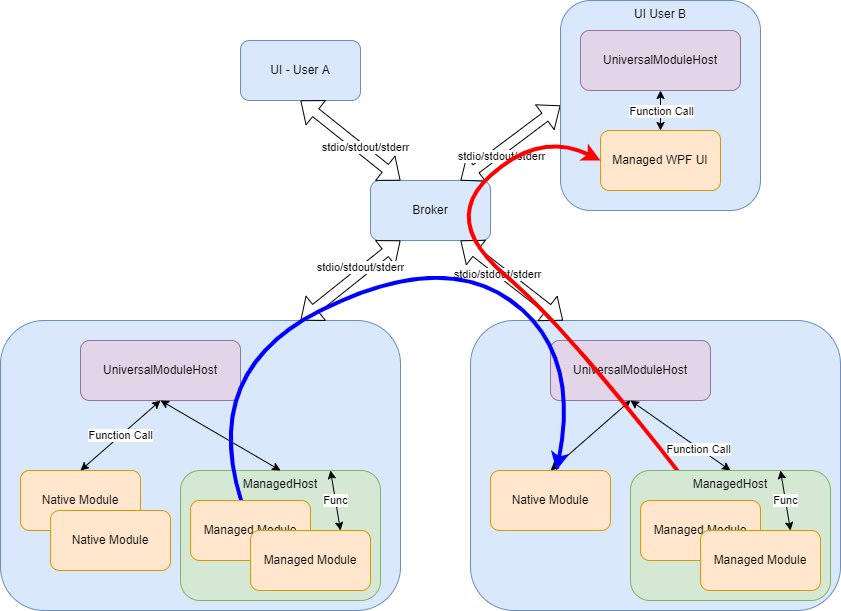 UI User B
UniversalModuleHost
UI - User A
Function Call
stdio/stdout/stderr
stdio/stdout/stderr
Managed WPF UI
Broker
stdio/stdout/stderr
stdio/stdout/stderr
UniversalModuleHost
UniversalModuleHost
Function Call
Function Call
ManagedHost
ManagedHost
Native Module
Func
Native Module
Func
Managed Module
Managed Module
Native Module
Managed Module
Managed Module